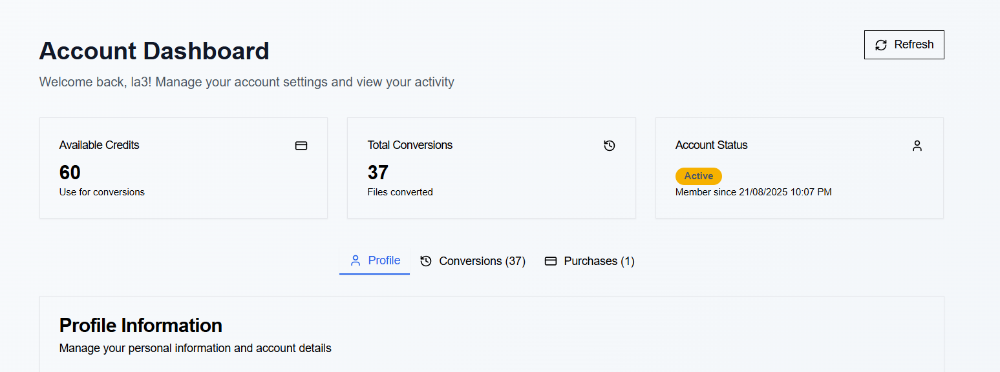 Account Dashboard
Refresh
Welcome back, la3! Manage your account settings and view your activity
Available Credits
60
Use for conversions
Total Conversions
37
Files converted
Account Status
Active
Member since 21/08/2025 10:07 PM
Profile
Conversions (37)
Purchases (1)
Profile Information
Manage your personal information and account details